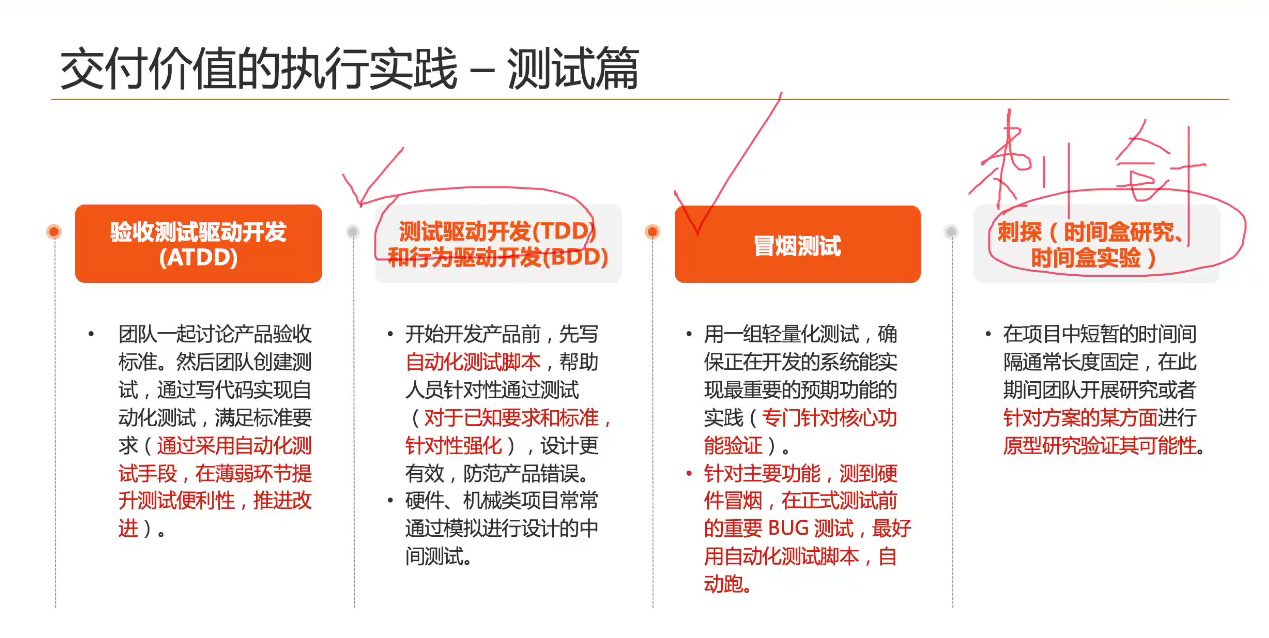 交付价值的执行实践 – 测试篇
刺 针
验收测试驱动开发
(ATDD)
团队一起讨论产品验收
标准。然后团队创建测
试，通过写代码实现自
动化测试，满足标准要
求（通过采用自动化测
试手段，在薄弱环节提
升测试便利性，推进改
进）。
测试驱动开发(TDD)
和行为驱动开发(BDD)
• 开始开发产品前，先写
自动化测试脚本，帮助
人员针对性通过测试
（对于已知要求和标准，
针对性强化），设计更
有效，防范产品错误。
• 硬件、机械类项目常常
通过模拟进行设计的中
间测试。
冒烟测试
• 用一组轻量化测试，确
保正在开发的系统能实
现最重要的预期功能的
实践（专门针对核心功
能验证）。
• 针对主要功能，测到硬
件冒烟，在正式测试前
的重要 BUG 测试，最好
用自动化测试脚本，自
动跑。
刺探（时间盒研究、
时间盒实验）
• 在项目中短暂的时间间
隔通常长度固定，在此
期间团队开展研究或者
针对方案的某方面进行
原型研究验证其可能性。